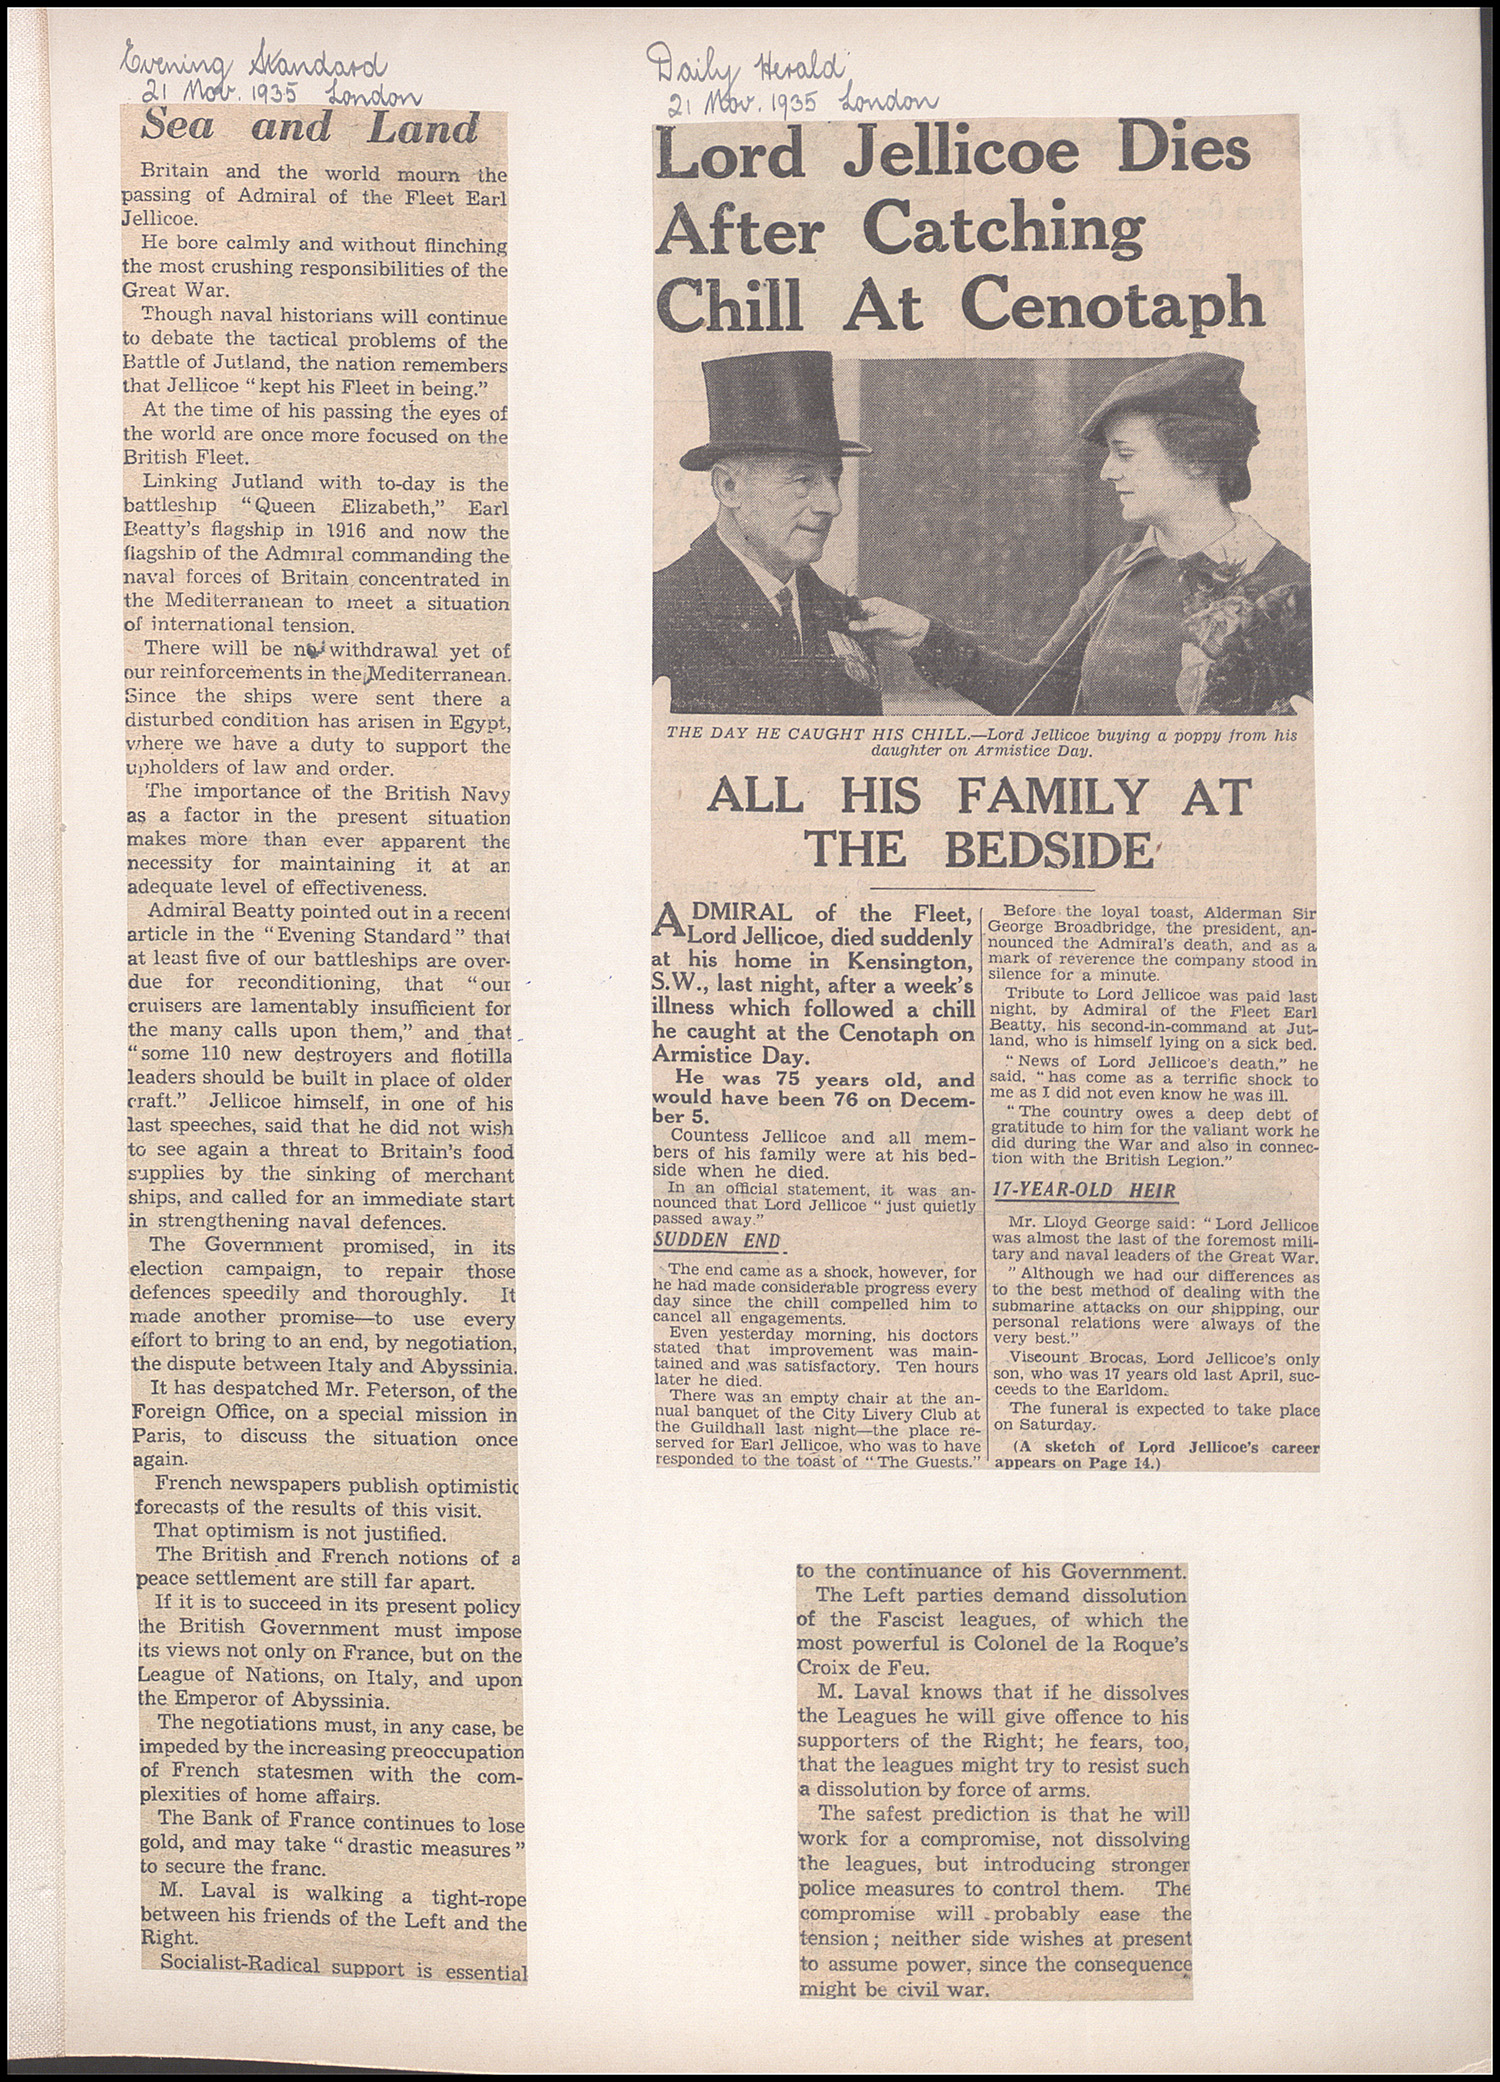 Evening Standard
21 Nov. 1935 London
Sea and Land
Britain and the world mourn the
passing of Admiral of the Fleet Earl
Jellicoe.
He bore calmly and without flinching
the most crushing responsibilities of the
Great War.
Though naval historians will continue
to debate the tactical problems of the
Battle of Jutland, the nation remembers
that Jellicoe "kept his Fleet in being."
At the time of his passing the eyes of
the world are once more focused on the
British Fleet.
Linking Jutland with to-day is the
battleship "Queen Elizabeth," Earl
Beatty's flagship in 1916 and now the
flagship of the Admiral commanding the
naval forces of Britain concentrated in
the Mediterranean to meet a situation
of international tension.
There will be no withdrawal yet of
our reinforcements in the Mediterranean.
Since the ships were sent there a
disturbed condition has arisen in Egypt,
where we have a duty to support the
upholders of law and order.
The importance of the British Navy
as a factor in the present situation
makes more than ever apparent the
necessity for maintaining it at an
adequate level of effectiveness.
Admiral Beatty pointed out in a recent
article in the "Evening Standard" that
at least five of our battleships are over-
due for reconditioning, that "our
cruisers are lamentably insufficient for
the many calls upon them," and that
"some 110 new destroyers and flotilla
leaders should be built in place of older
craft." Jellicoe himself, in one of his
last speeches, said that he did not wish
to see again a threat to Britain's food
supplies by the sinking of merchant
ships, and called for an immediate start
in strengthening naval defences.
The Government promised, in its
election campaign, to repair those
defences speedily and thoroughly. It
made another promise—to use every
effort to bring to an end, by negotiation,
the dispute between Italy and Abyssinia.
It has despatched Mr. Peterson, of the
Foreign Office, on a special mission in
Paris, to discuss the situation once
again.
French newspapers publish optimistic
forecasts of the results of this visit.
That optimism is not justified.
The British and French notions of a
peace settlement are still far apart.
If it is to succeed in its present policy
the British Government must impose
its views not only on France, but on the
League of Nations, on Italy, and upon
the Emperor of Abyssinia.
The negotiations must, in any case, be
impeded by the increasing preoccupation
of French statesmen with the com-
plexities of home affairs.
The Bank of France continues to lose
gold, and may take "drastic measures"
to secure the franc.
M. Laval is walking a tight-rope
between his friends of the Left and the
Right.
Socialist-Radical support is essential
to the continuance of his Government.
The Left parties demand dissolution
of the Fascist leagues, of which the
most powerful is Colonel de la Roque's
Croix de Feu.
M. Laval knows that if he dissolves
the Leagues he will give offence to his
supporters of the Right; he fears, too,
that the leagues might try to resist such
a dissolution by force of arms.
The safest prediction is that he will
work for a compromise, not dissolving
the leagues, but introducing stronger
police measures to control them. The
compromise will probably ease the
tension; neither side wishes at present
to assume power, since the consequence
might be civil war.
Daily Herald
21 Nov. 1935 London
Lord Jellicoe Dies
After Catching
Chill At Cenotaph
THE DAY HE CAUGHT HIS CHILL.—Lord Jellicoe buying a poppy from his
daughter on Armistice Day.
ALL HIS FAMILY AT
THE BEDSIDE
ADMIRAL of the Fleet,
Lord Jellicoe, died suddenly
at his home in Kensington,
S.W., last night, after a week's
illness which followed a chill
he caught at the Cenotaph on
Armistice Day.
He was 75 years old, and
would have been 76 on Decem-
ber 5.
Countess Jellicoe and all mem-
bers of his family were at his bed-
side when he died.
In an official statement, it was an-
nounced that Lord Jellicoe "just quietly
passed away."
SUDDEN END
The end came as a shock, however, for
he had made considerable progress every
day since the chill compelled him to
cancel all engagements.
Even yesterday morning, his doctors
stated that improvement was main-
tained and was satisfactory. Ten hours
later he died.
There was an empty chair at the an-
nual banquet of the City Livery Club at
the Guildhall last night—the place re-
served for Earl Jellicoe, who was to have
responded to the toast of "The Guests."
Before the loyal toast, Alderman Sir
George Broadbridge, the president, an-
nounced the Admiral's death, and as a
mark of reverence the company stood in
silence for a minute.
Tribute to Lord Jellicoe was paid last
night, by Admiral of the Fleet Earl
Beatty, his second-in-command at Jut-
land, who is himself lying on a sick bed.
"News of Lord Jellicoe's death," he
said, "has come as a terrific shock to
me as I did not even know he was ill.
"The country owes a deep debt of
gratitude to him for the valiant work he
did during the War and also in connec-
tion with the British Legion."
17-YEAR-OLD HEIR
Mr. Lloyd George said: "Lord Jellicoe
was almost the last of the foremost mili-
tary and naval leaders of the Great War.
"Although we had our differences as
to the best method of dealing with the
submarine attacks on our shipping, our
personal relations were always of the
very best."
Viscount Brocas, Lord Jellicoe's only
son, who was 17 years old last April, suc-
ceeds to the Earldom.
The funeral is expected to take place
on Saturday.
(A sketch of Lord Jellicoe's career
appears on Page 14.)